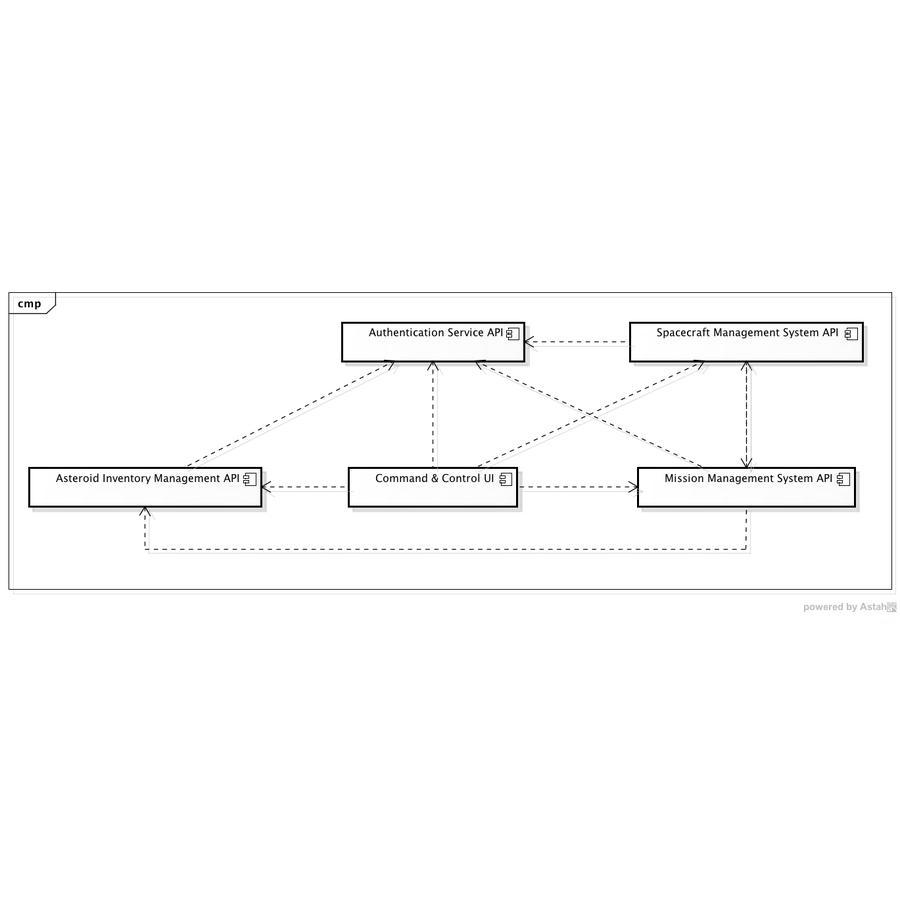 cmp
Authentication Service API
Spacecraft Management System API
Asteroid Inventory Management API
Command & Control UI
Mission Management System API
powered by Astah